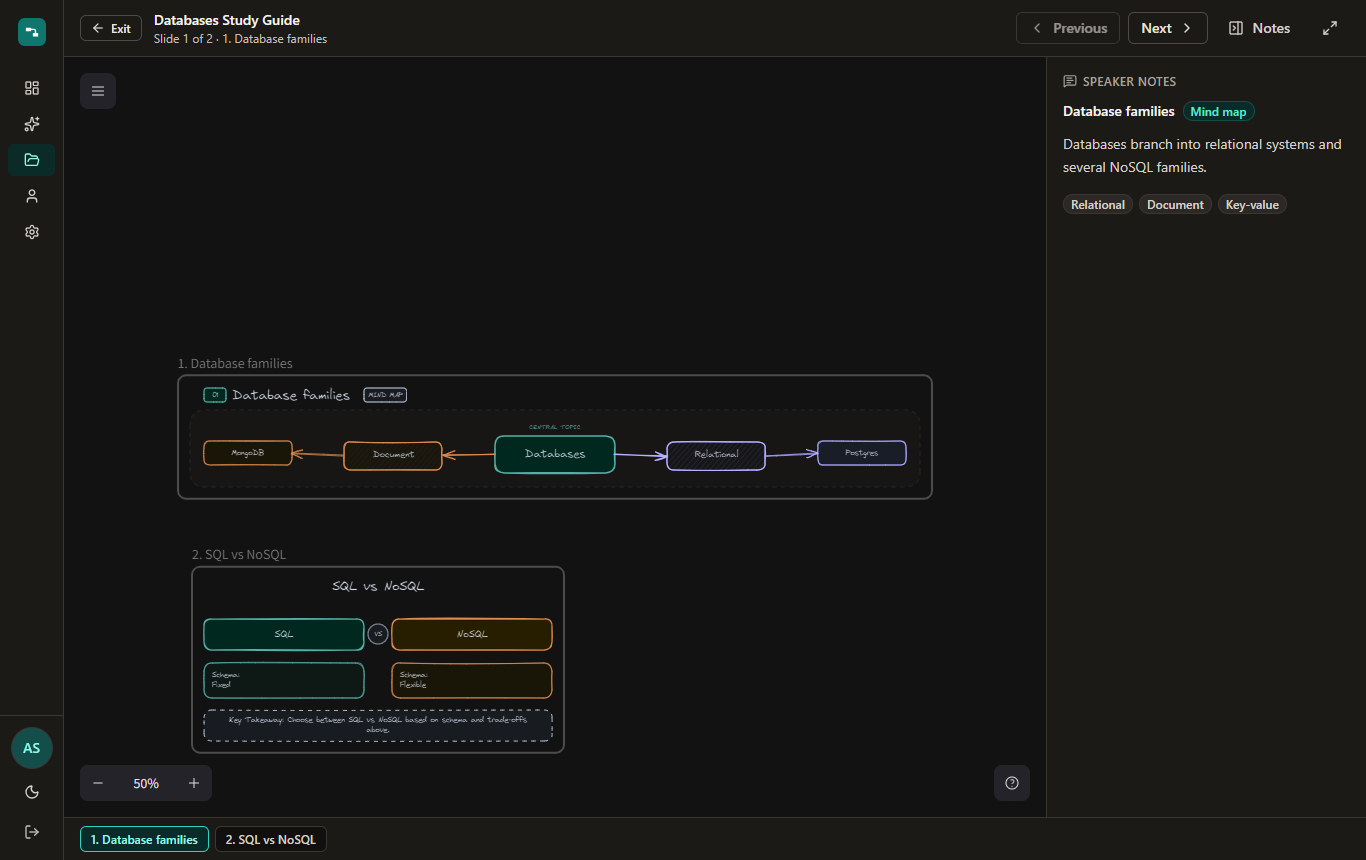 Exit
Databases Study Guide
Slide 1 of 2 · 1. Database families
Previous
Next
Notes
SPEAKER NOTES
Database families
Mind map
Databases branch into relational systems and
several NoSQL families.
Relational
Document
Key-value
1. Database families
01
Database families
MIND MAP
CENTRAL TOPIC
MongoDB
Document
Databases
Relational
Postgres
2. SQL vs NoSQL
SQL vs NoSQL
SQL
VS
NoSQL
Schema:
Fixed
Schema:
Flexible
Key Takeaway: Choose between SQL vs NoSQL based on schema and trade-offs
above.
AS
50%
1. Database families
2. SQL vs NoSQL